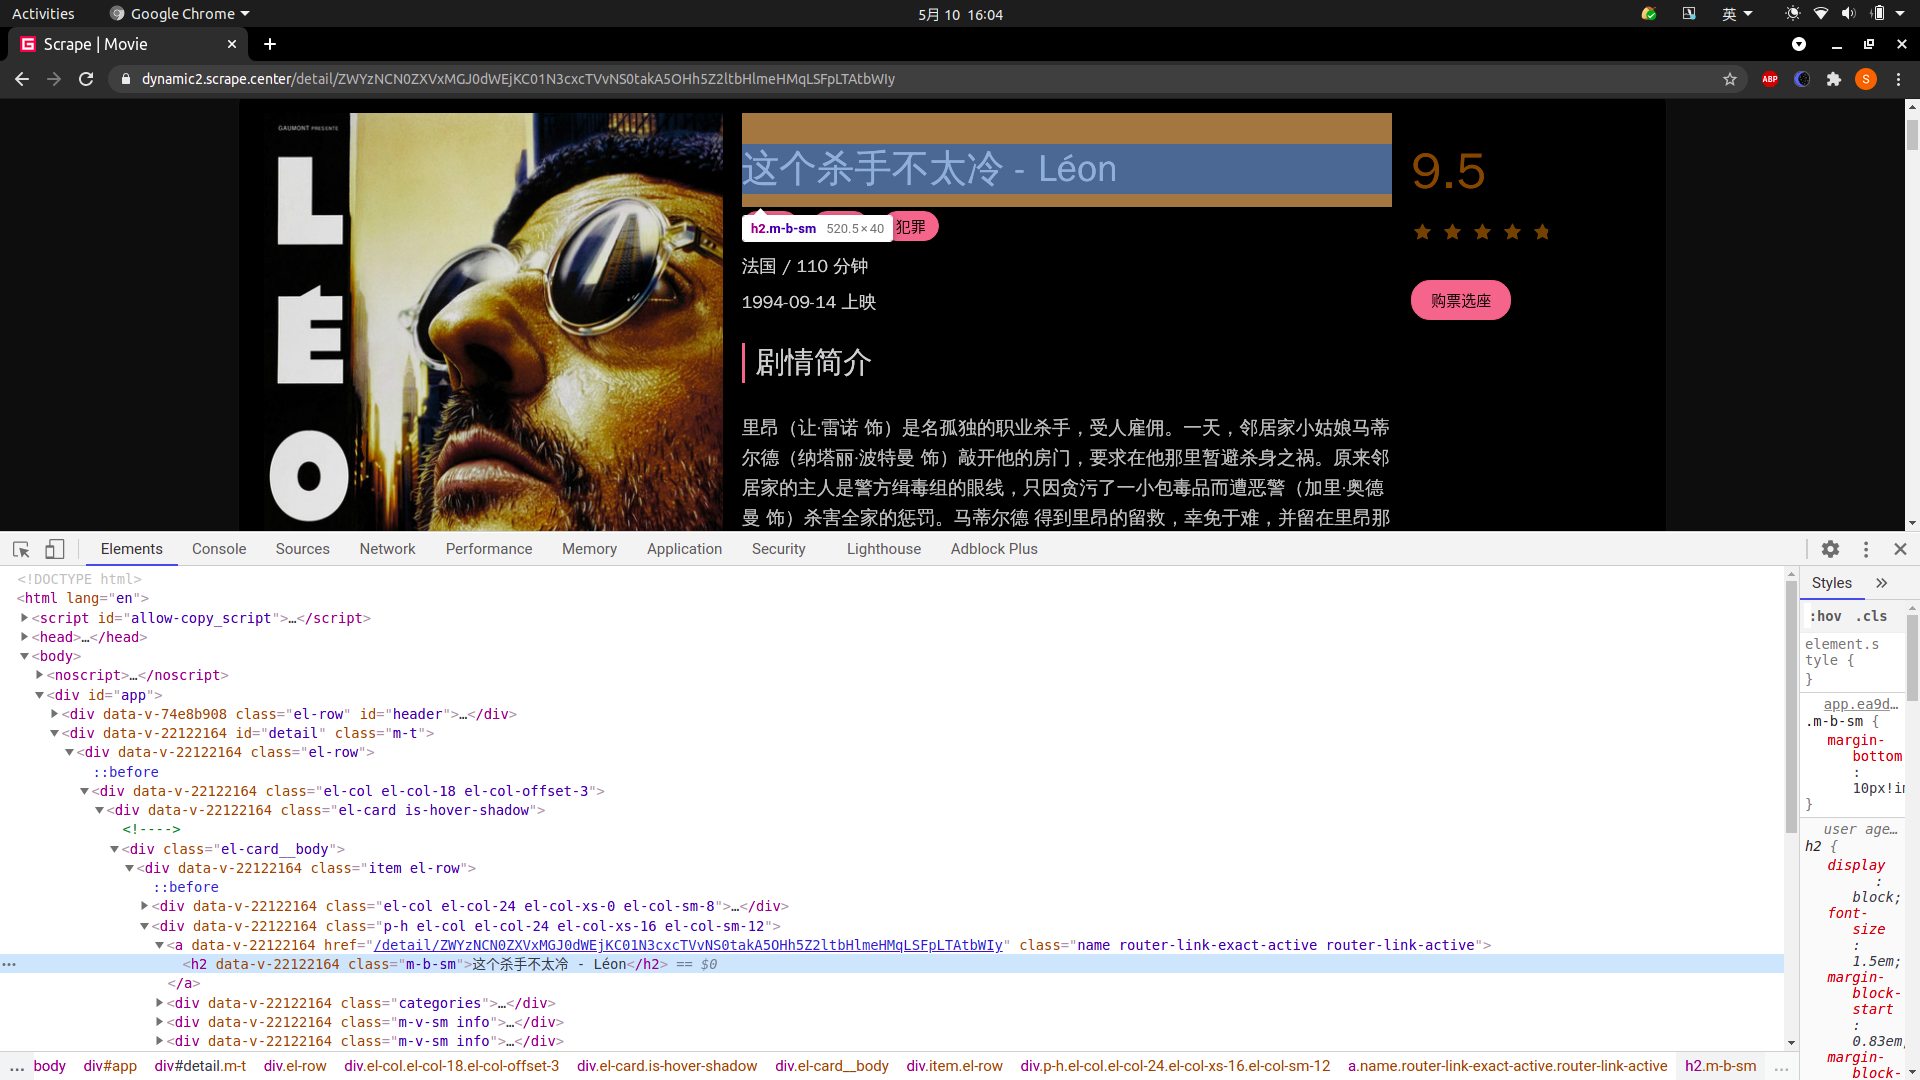 Activities Google Chrome 5月 10 16:04 英
Scrape | Movie
dynamic2.scrape.center/detail/ZWYzNCN0ZXVxMGJ0dWEjKC01N3cxcTVvNS0takA5OHh5Z2ltbHlmeHMqLSFpLTAtbWIy ABP S
GAUMONT PRESENTE
LÉO
这个杀手不太冷 - Léon
9.5
h2.m-b-sm 520.5 × 40 犯罪
法国 / 110 分钟
1994-09-14 上映
购票选座
剧情简介
里昂（让·雷诺 饰）是名孤独的职业杀手，受人雇佣。一天，邻居家小姑娘马蒂
尔德（纳塔丽·波特曼 饰）敲开他的房门，要求在他那里暂避杀身之祸。原来邻
居家的主人是警方缉毒组的眼线，只因贪污了一小包毒品而遭恶警（加里·奥德
曼 饰）杀害全家的惩罚。马蒂尔德 得到里昂的留救，幸免于难，并留在里昂那
Elements Console Sources Network Performance Memory Application Security Lighthouse Adblock Plus
<!DOCTYPE html>
<html lang="en">
<script id="allow-copy_script">…</script>
<head>…</head>
<body>
<noscript>…</noscript>
<div id="app">
<div data-v-74e8b908 class="el-row" id="header">…</div>
<div data-v-22122164 id="detail" class="m-t">
<div data-v-22122164 class="el-row">
::before
<div data-v-22122164 class="el-col el-col-18 el-col-offset-3">
<div data-v-22122164 class="el-card is-hover-shadow">
<!---->
<div class="el-card__body">
<div data-v-22122164 class="item el-row">
::before
<div data-v-22122164 class="el-col el-col-24 el-col-xs-0 el-col-sm-8">…</div>
<div data-v-22122164 class="p-h el-col el-col-24 el-col-xs-16 el-col-sm-12">
<a data-v-22122164 href="/detail/ZWYzNCN0ZXVxMGJ0dWEjKC01N3cxcTVvNS0takA5OHh5Z2ltbHlmeHMqLSFpLTAtbWIy" class="name router-link-exact-active router-link-active">
… <h2 data-v-22122164 class="m-b-sm">这个杀手不太冷 - Léon</h2> == $0
</a>
<div data-v-22122164 class="categories">…</div>
<div data-v-22122164 class="m-v-sm info">…</div>
<div data-v-22122164 class="m-v-sm info">…</div>
… body div#app div#detail.m-t div.el-row div.el-col.el-col-18.el-col-offset-3 div.el-card.is-hover-shadow div.el-card__body div.item.el-row div.p-h.el-col.el-col-24.el-col-xs-16.el-col-sm-12 a.name.router-link-exact-active.router-link-active h2.m-b-sm …
Styles »
:hov .cls
element.s
tyle {
}
app.ea9d…
.m-b-sm {
margin-
bottom
:
10px!i
}
user age…
h2 {
display
:
block;
font-
size
:
1.5em;
margin-
block-
start
:
0.83em;
margin-
block-